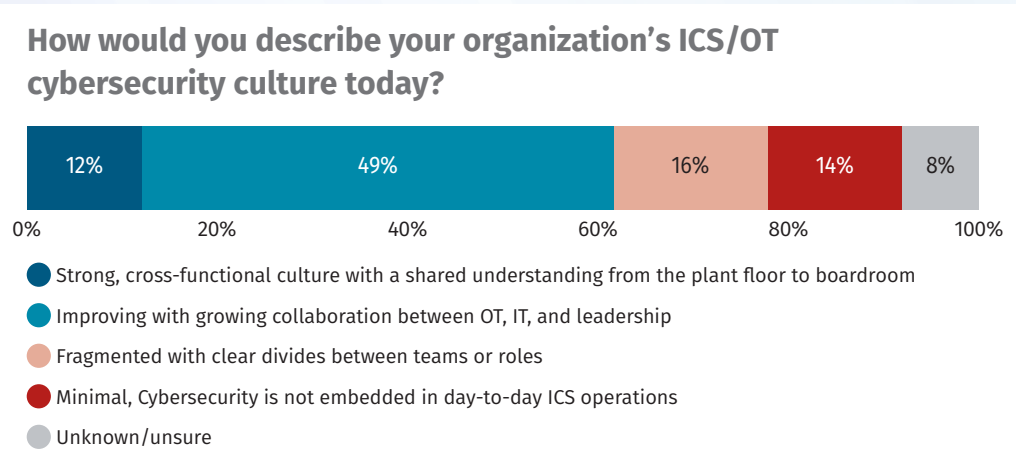 How would you describe your organization’s ICS/OT
cybersecurity culture today?
12% 49% 16% 14% 8%
0% 20% 40% 60% 80% 100%
Strong, cross-functional culture with a shared understanding from the plant floor to boardroom
Improving with growing collaboration between OT, IT, and leadership
Fragmented with clear divides between teams or roles
Minimal, Cybersecurity is not embedded in day-to-day ICS operations
Unknown/unsure